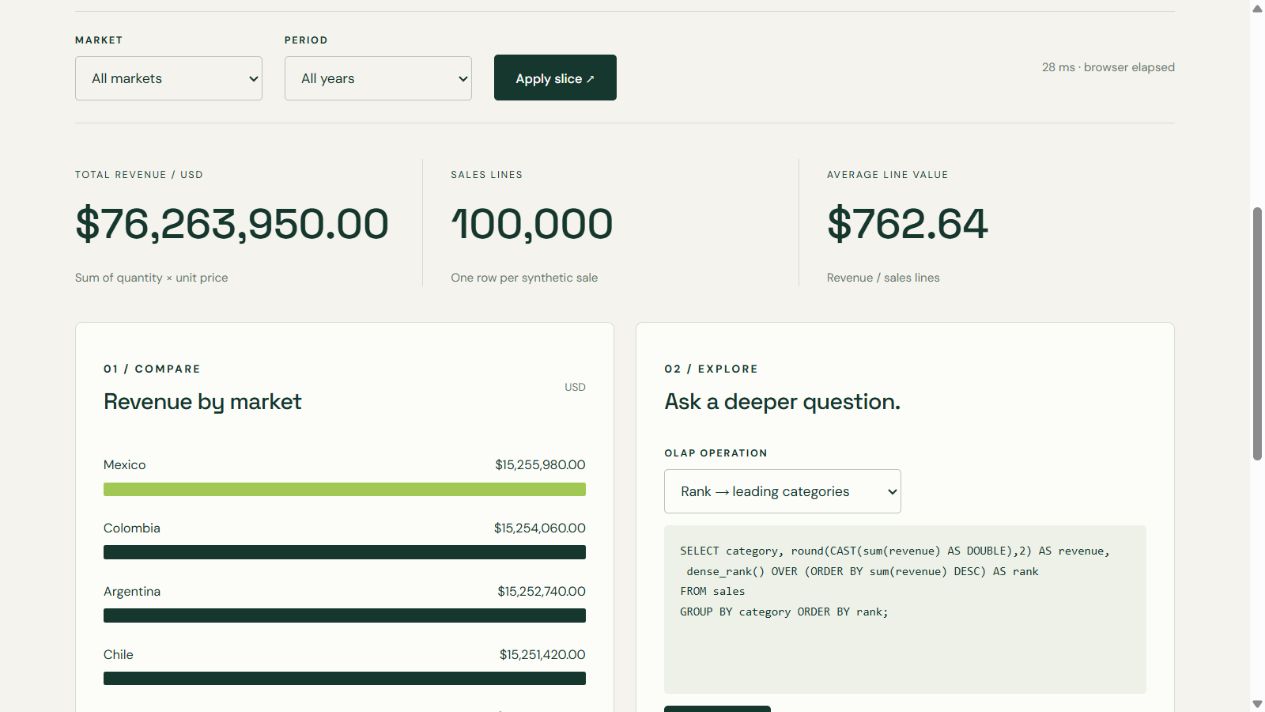 MARKET
PERIOD
All markets
All years
Apply slice ↗
28 ms · browser elapsed
TOTAL REVENUE / USD
$76,263,950.00
Sum of quantity × unit price
SALES LINES
100,000
One row per synthetic sale
AVERAGE LINE VALUE
$762.64
Revenue / sales lines
01 / COMPARE
Revenue by market
USD
Mexico $15,255,980.00
Colombia $15,254,060.00
Argentina $15,252,740.00
Chile $15,251,420.00
02 / EXPLORE
Ask a deeper question.
OLAP OPERATION
Rank → leading categories
SELECT category, round(CAST(sum(revenue) AS DOUBLE),2) AS revenue,
dense_rank() OVER (ORDER BY sum(revenue) DESC) AS rank
FROM sales
GROUP BY category ORDER BY rank;